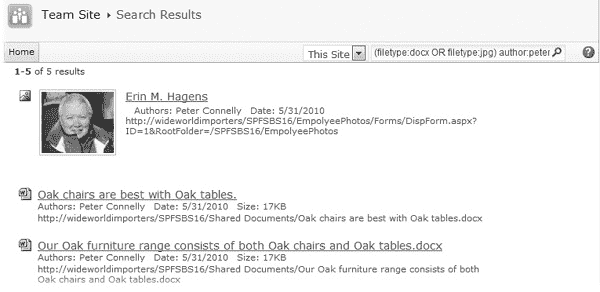 Team Site ▸ Search Results
Home This Site (filetype:docx OR filetype:jpg) author:peter
1-5 of 5 results
Erin M. Hagens
Authors: Peter Connelly Date: 5/31/2010
http://wideworldimporters/SPFSBS16/EmpolyeePhotos/Forms/DispForm.aspx?
ID=1&RootFolder=/SPFSBS16/EmpolyeePhotos
Oak chairs are best with Oak tables.
Authors: Peter Connelly Date: 5/31/2010 Size: 17KB
http://wideworldimporters/SPFSBS16/Shared Documents/Oak chairs are best with Oak tables.docx
Our Oak furniture range consists of both Oak chairs and Oak tables.docx
Authors: Peter Connelly Date: 5/31/2010 Size: 17KB
http://wideworldimporters/SPFSBS16/Shared Documents/Our Oak furniture range consists of both
Oak chairs and Oak tables.docx